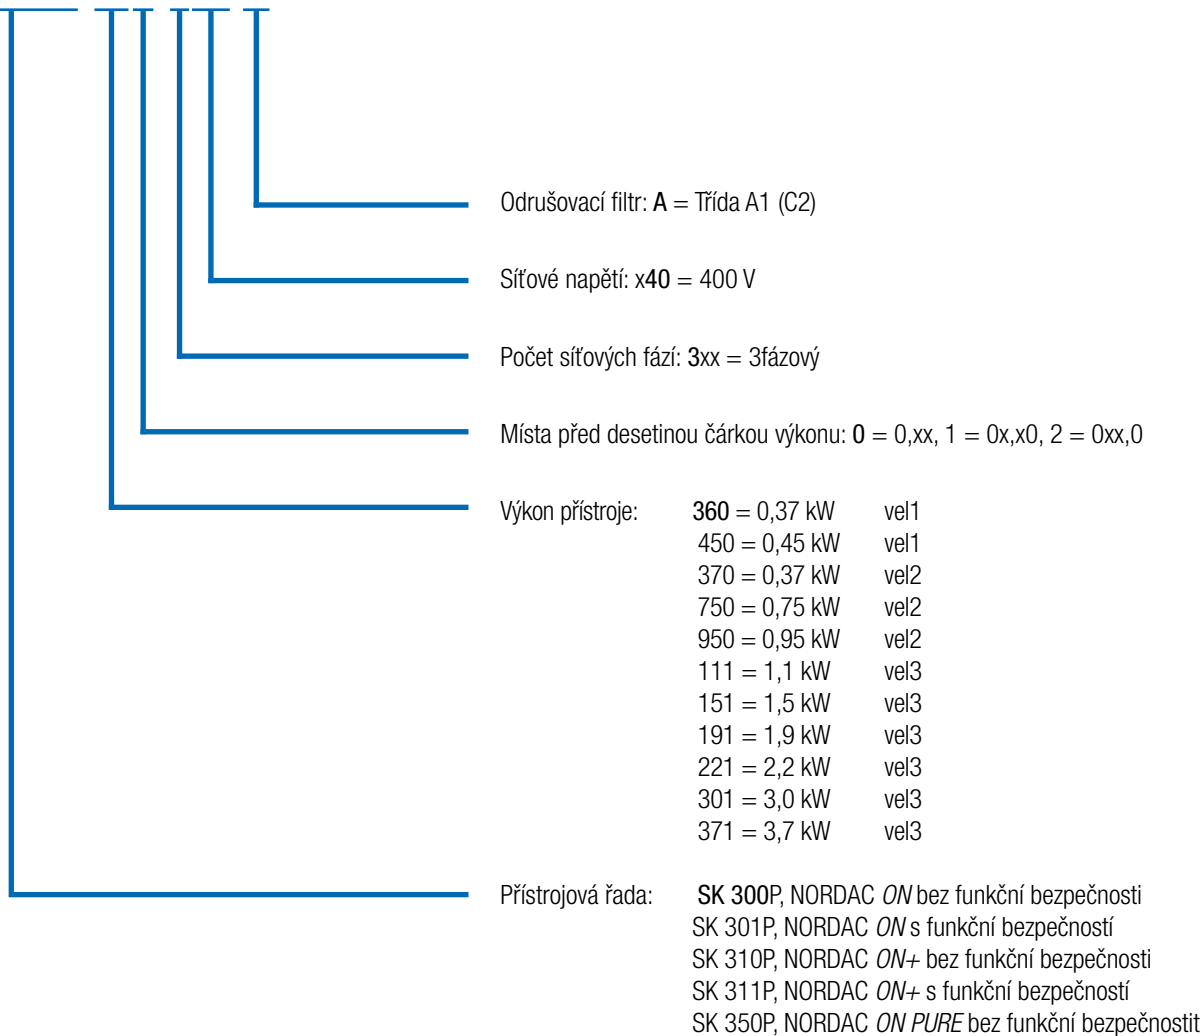 Odrušovací filtr: A = Třída A1 (C2)
Síťové napětí: x40 = 400 V
Počet síťových fází: 3xx = 3fázový
Místa před desetinou čárkou výkonu: 0 = 0,xx, 1 = 0x,x0, 2 = 0xx,0
Výkon přístroje: 360 = 0,37 kW vel1
450 = 0,45 kW vel1
370 = 0,37 kW vel2
750 = 0,75 kW vel2
950 = 0,95 kW vel2
111 = 1,1 kW vel3
151 = 1,5 kW vel3
191 = 1,9 kW vel3
221 = 2,2 kW vel3
301 = 3,0 kW vel3
371 = 3,7 kW vel3
Přístrojová řada: SK 300P, NORDAC ON bez funkční bezpečnosti
SK 301P, NORDAC ON s funkční bezpečností
SK 310P, NORDAC ON+ bez funkční bezpečnosti
SK 311P, NORDAC ON+ s funkční bezpečností
SK 350P, NORDAC ON PURE bez funkční bezpečnostit